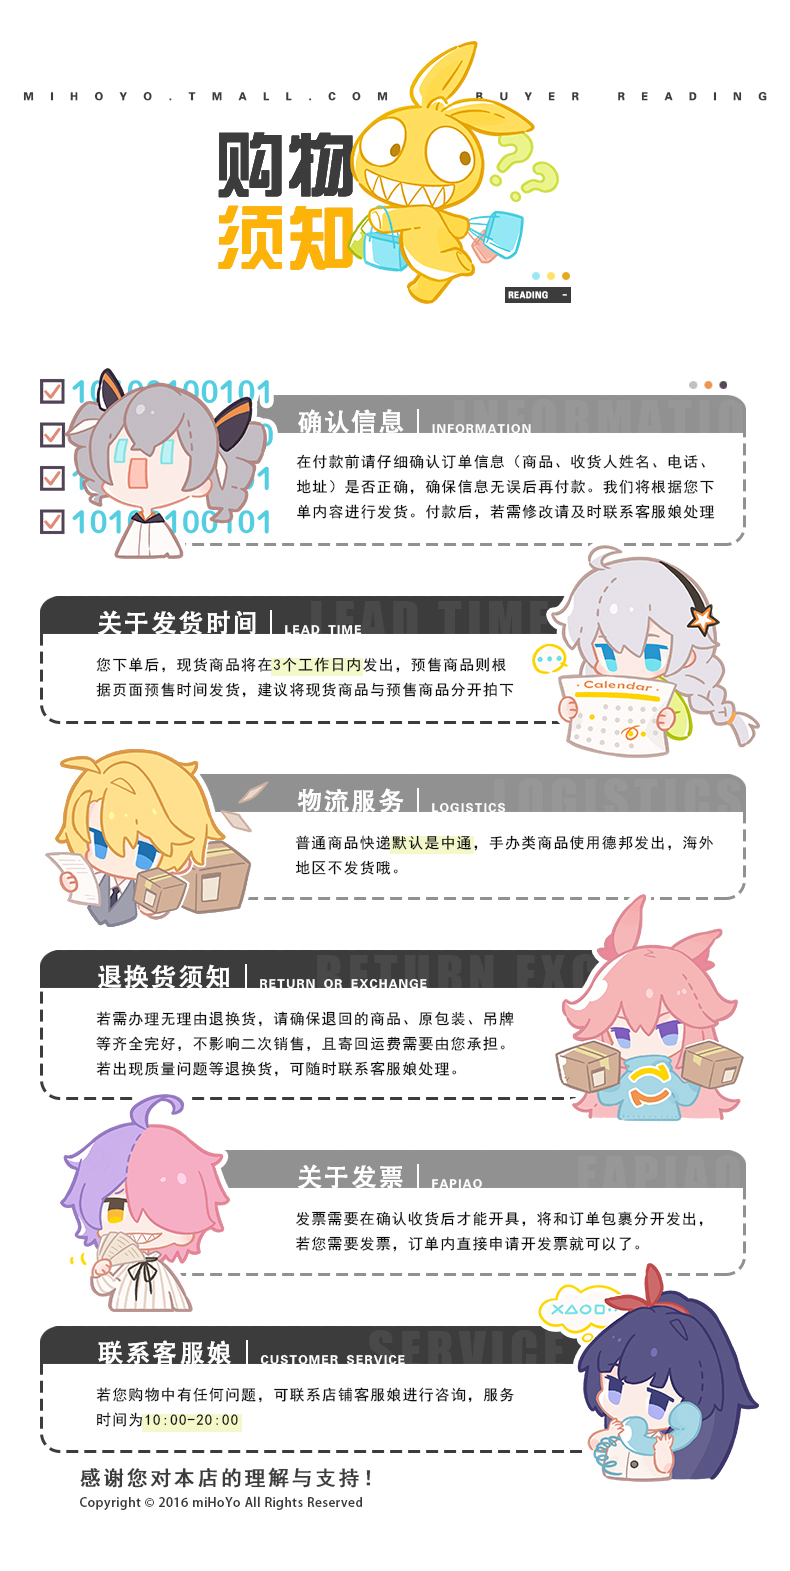 MIHOYO.TMALL.COM BUYER READING
购物
须知
READING -
10100100101
101 100101
确认信息 | INFORMATION
在付款前请仔细确认订单信息（商品、收货人姓名、电话、
地址）是否正确，确保信息无误后再付款。我们将根据您下
单内容进行发货。付款后，若需修改请及时联系客服娘处理
关于发货时间 | LEAD TIME
LEAD TIME
您下单后，现货商品将在3个工作日内发出，预售商品则根
据页面预售时间发货，建议将现货商品与预售商品分开拍下
·Calendar·
物流服务 | LOGISTICS
LOGISTICS
普通商品快递默认是中通，手办类商品使用德邦发出，海外
地区不发货哦。
退换货须知 | RETURN OR EXCHANGE
RETURN EXC
若需办理无理由退换货，请确保退回的商品、原包装、吊牌
等齐全完好，不影响二次销售，且寄回运费需要由您承担。
若出现质量问题等退换货，可随时联系客服娘处理。
关于发票 | FAPIAO
FAPIAO
发票需要在确认收货后才能开具，将和订单包裹分开发出，
若您需要发票，订单内直接申请开发票就可以了。
联系客服娘 | CUSTOMER SERVICE
SERVICE
若您购物中有任何问题，可联系店铺客服娘进行咨询，服务
时间为10:00-20:00
感谢您对本店的理解与支持！
Copyright © 2016 miHoYo All Rights Reserved